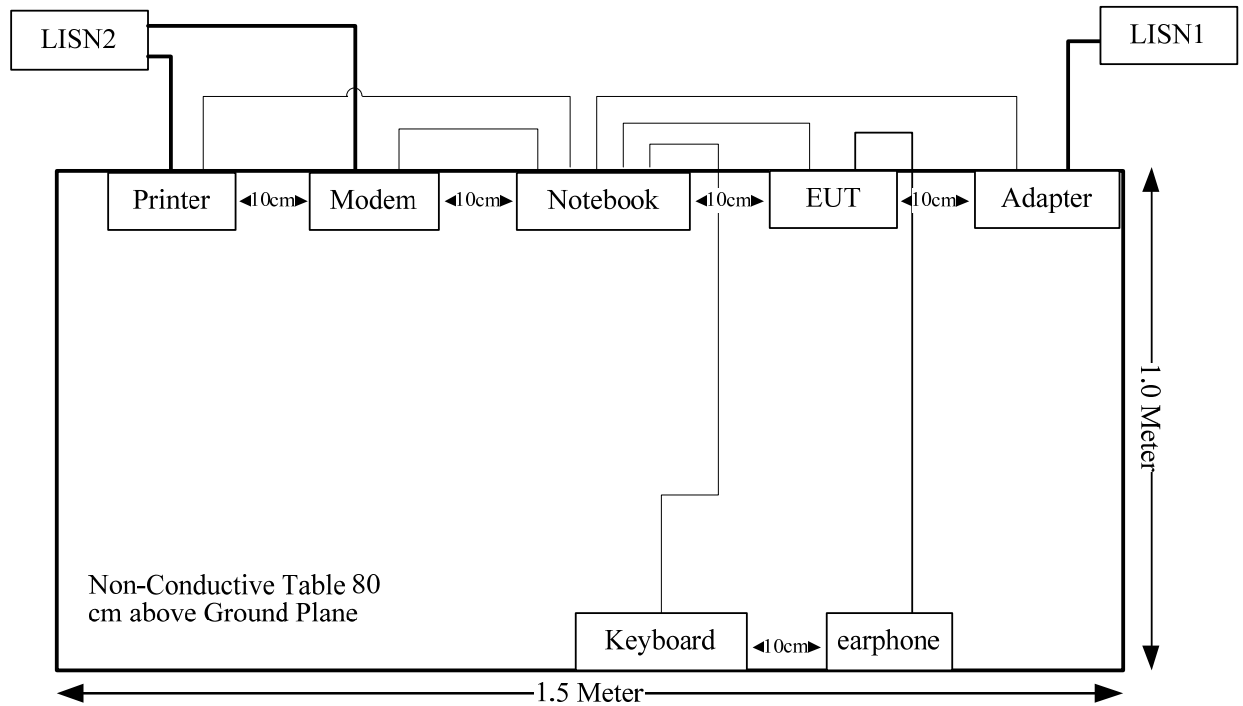 LISN2
LISN1
Printer
10cm
Modem
10cm
Notebook
10cm
EUT
10cm
Adapter
1.0 Meter
Non-Conductive Table 80
cm above Ground Plane
Keyboard
10cm
earphone
1.5 Meter